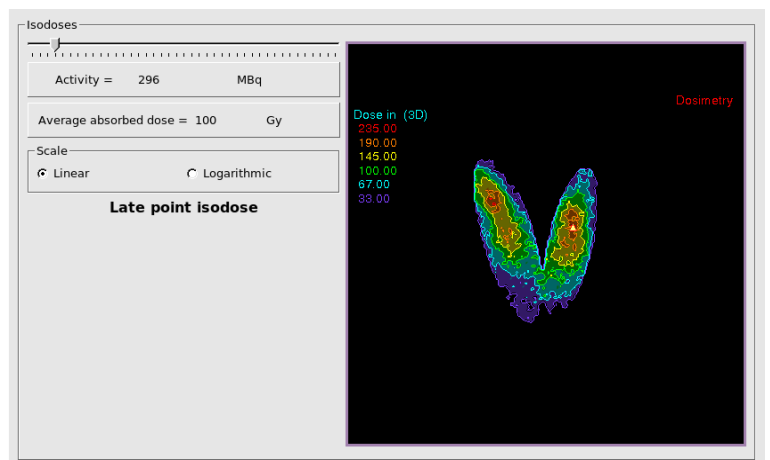 Isodoses
Activity = 296 MBq
Average absorbed dose = 100 Gy
Scale
Linear Logarithmic
Late point isodose
Dosimetry
Dose in (3D)
235.00
190.00
145.00
100.00
67.00
33.00